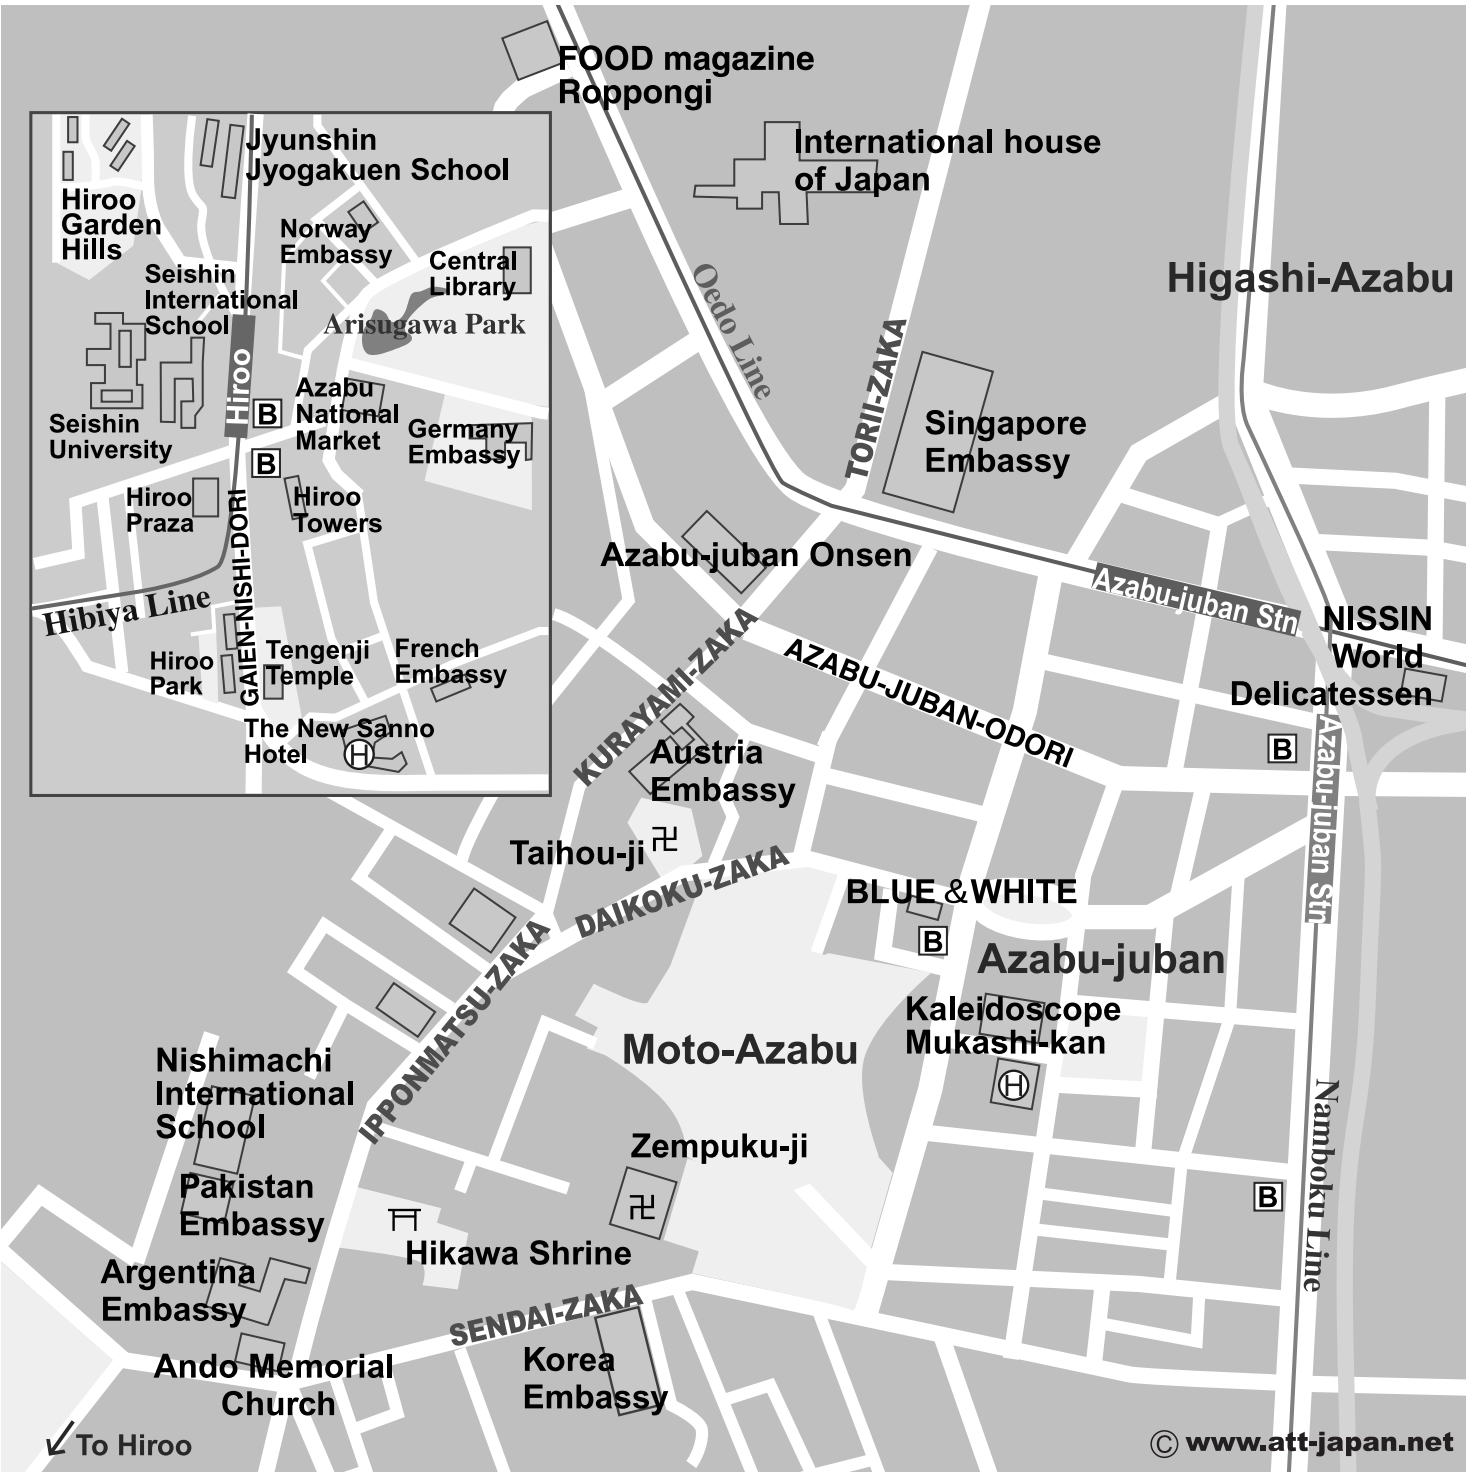 FOOD magazine
Roppongi
International house
of Japan
Higashi-Azabu
Oedo Line
TORII-ZAKA
Singapore
Embassy
Jyunshin
Jyogakuen School
Hiroo
Garden
Hills
Norway
Embassy
Central
Library
Seishin
International
School
Arisugawa Park
Hiroo
B
Azabu
National
Market
Seishin
University
Germany
Embassy
B
Hiroo
Praza
Hiroo
Towers
GAIEN-NISHI-DORI
Hibiya Line
Hiroo
Park
Tengenji
Temple
French
Embassy
The New Sanno
Hotel
H
Azabu-juban Onsen
Azabu-juban Stn
NISSIN
World
Delicatessen
KURAYAMI-ZAKA
AZABU-JUBAN-ODORI
B
Azabu-juban Stn
Austria
Embassy
Taihou-ji
卍
DAIKOKU-ZAKA
BLUE & WHITE
B
Azabu-juban
IPPONMATSU-ZAKA
Kaleidoscope
Mukashi-kan
H
Moto-Azabu
Nishimachi
International
School
Namboku Line
Zempuku-ji
卍
B
Pakistan
Embassy
Hikawa Shrine
Argentina
Embassy
SENDAI-ZAKA
Ando Memorial
Church
Korea
Embassy
To Hiroo
© www.att-japan.net